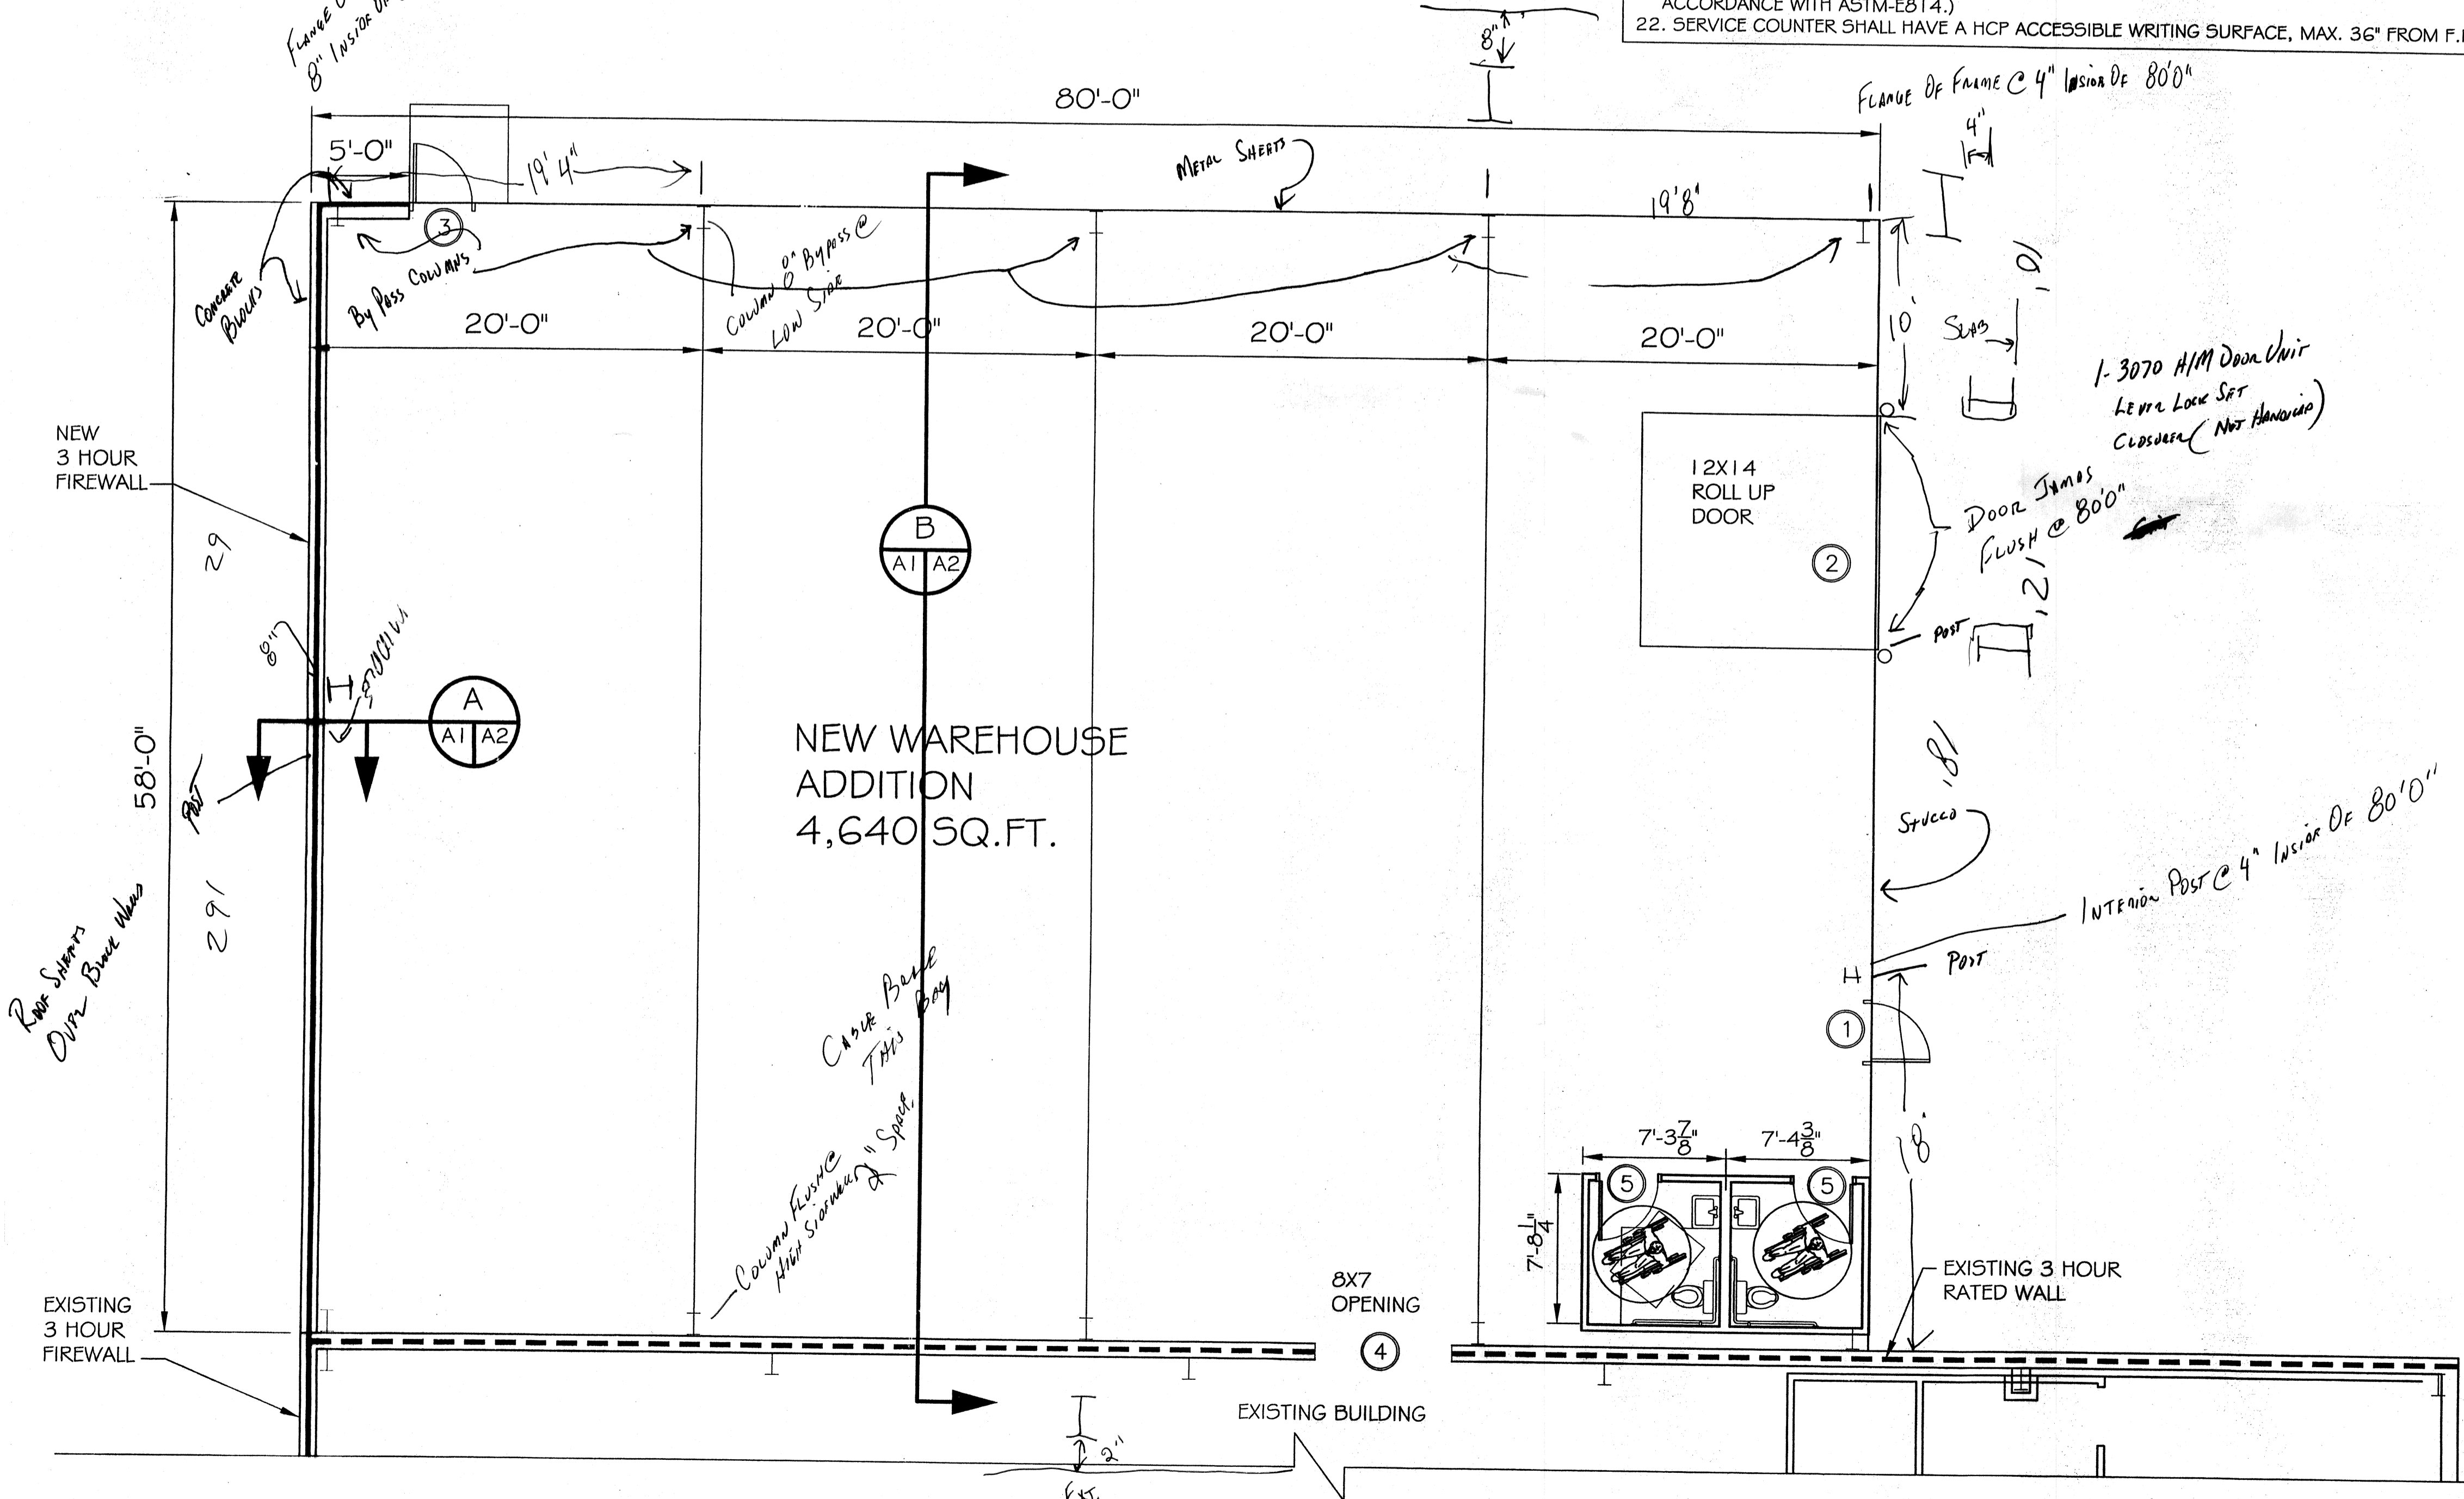 ACCORDANCE WITH ASTM-E814.)
22. SERVICE COUNTER SHALL HAVE A HCP ACCESSIBLE WRITING SURFACE, MAX. 36" FROM F.
FLANGE
8" INSIDE OF
8"
FLANGE OF FRAME @ 4" INSIDE OF 80'0"
4"
80'-0"
5'-0"
19'4"
METAL SHEETS
19'8"
3
CONCRETE
BLOCKS
BY PASS COLUMNS
COLUMN 8" BYPASS @
LOW SIDE
20'-0"
20'-0"
20'-0"
20'-0"
10'
10'
SLAB
1-3070 H/M DOOR UNIT
LEVER LOCK SET
CLOSURER (NOT HANDICAP)
NEW
3 HOUR
FIREWALL
12X14
ROLL UP
DOOR
2
DOOR JAMBS
FLUSH @ 80'0"
12'
POST
B
A1 A2
29
8"
A
A1 A2
58'-0"
POST
NEW WAREHOUSE
ADDITION
4,640 SQ.FT.
18'
STUCCO
INTERIOR POST @ 4" INSIDE OF 80'0"
POST
29'
ROOF SHEETS
OVER BLOCK WALLS
CABLE BRACE
THIS BAY
1
18'
COLUMN FLUSH @
HIGH SIDEWALL 2" SPACE
7'-3 7/8"
7'-4 3/8"
5
5
7'-8 1/4"
8X7
OPENING
4
EXISTING 3 HOUR
RATED WALL
EXISTING
3 HOUR
FIREWALL
EXISTING BUILDING
2"
EXT.